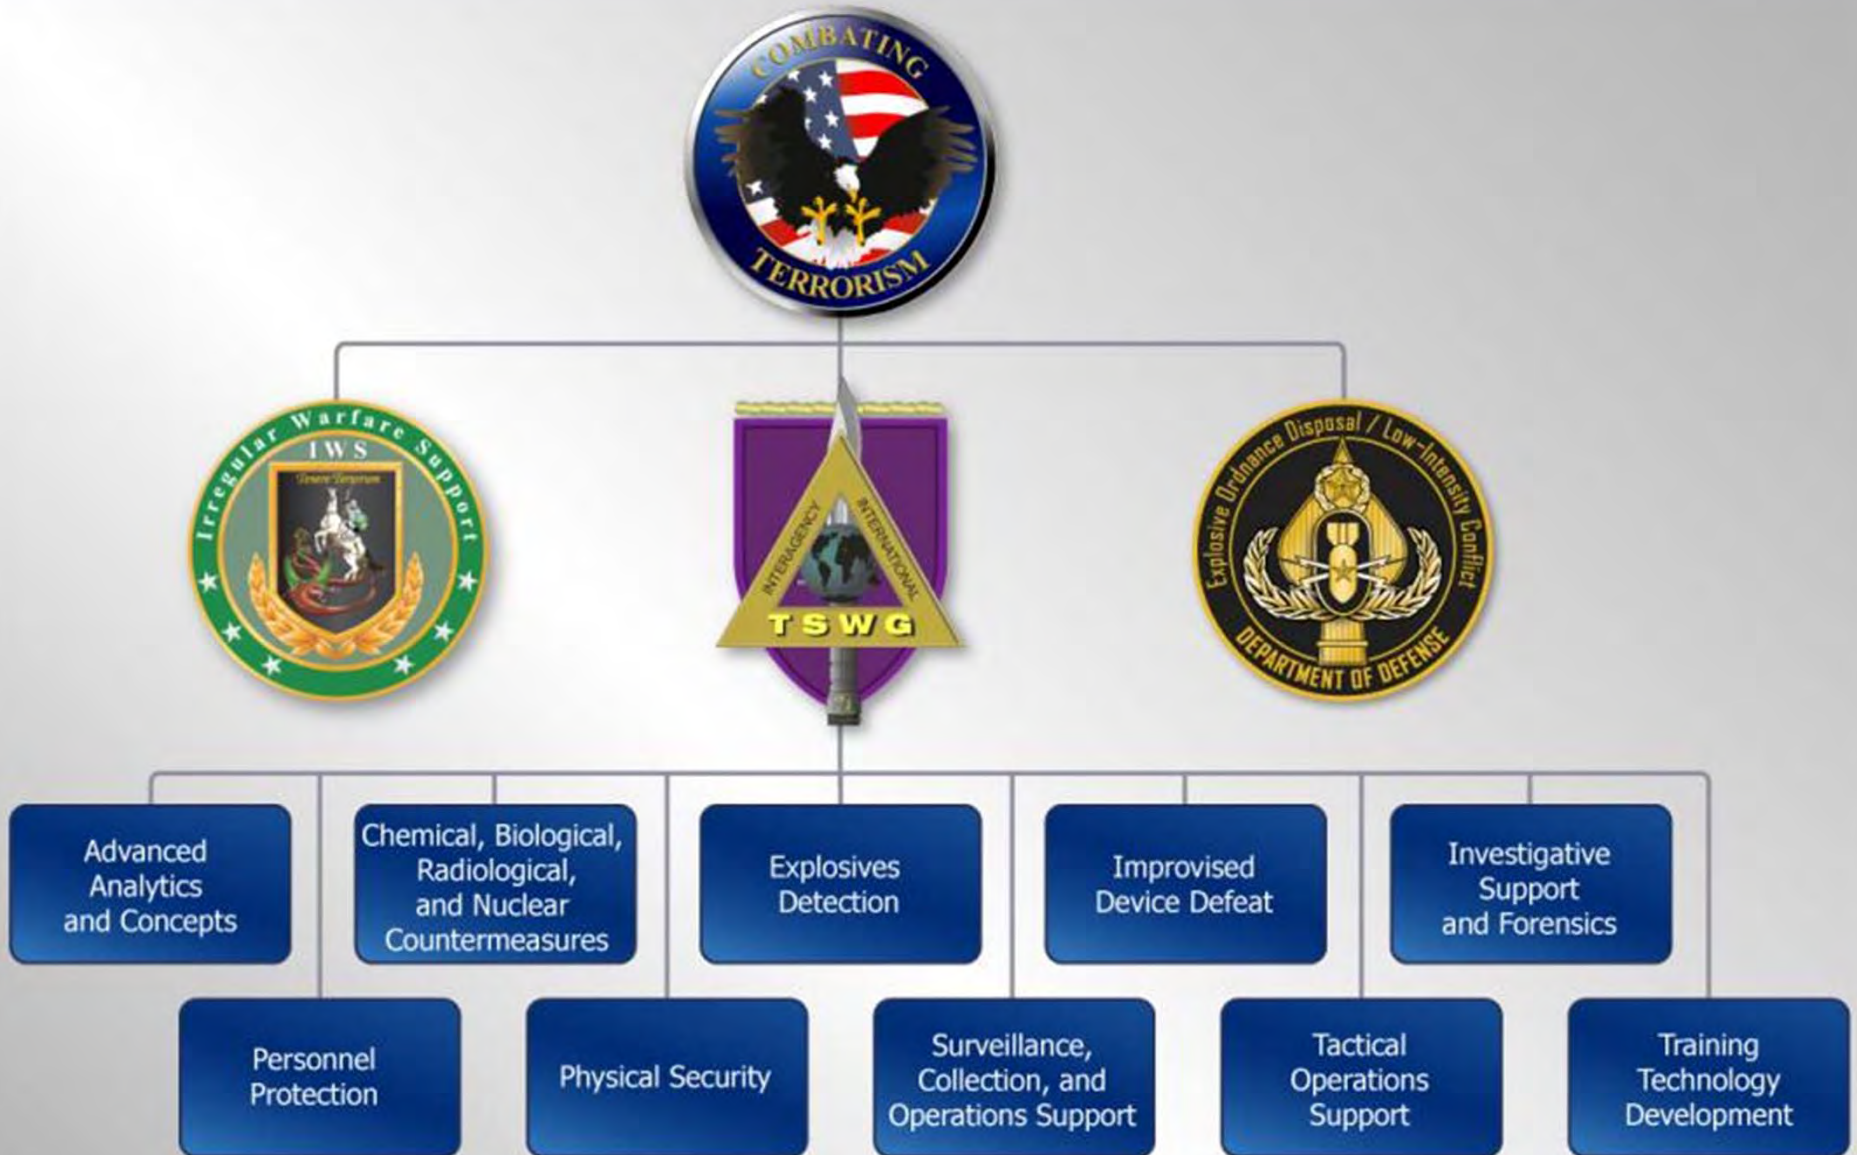 COMBATING
TERRORISM
Irregular Warfare Support
IWS
INTERAGENCY
INTERNATIONAL
TSWG
Explosive Ordnance Disposal / Low-Intensity Conflict
DEPARTMENT OF DEFENSE
Advanced
Analytics
and Concepts
Chemical, Biological,
Radiological,
and Nuclear
Countermeasures
Explosives
Detection
Improvised
Device Defeat
Investigative
Support
and Forensics
Personnel
Protection
Physical Security
Surveillance,
Collection, and
Operations Support
Tactical
Operations
Support
Training
Technology
Development